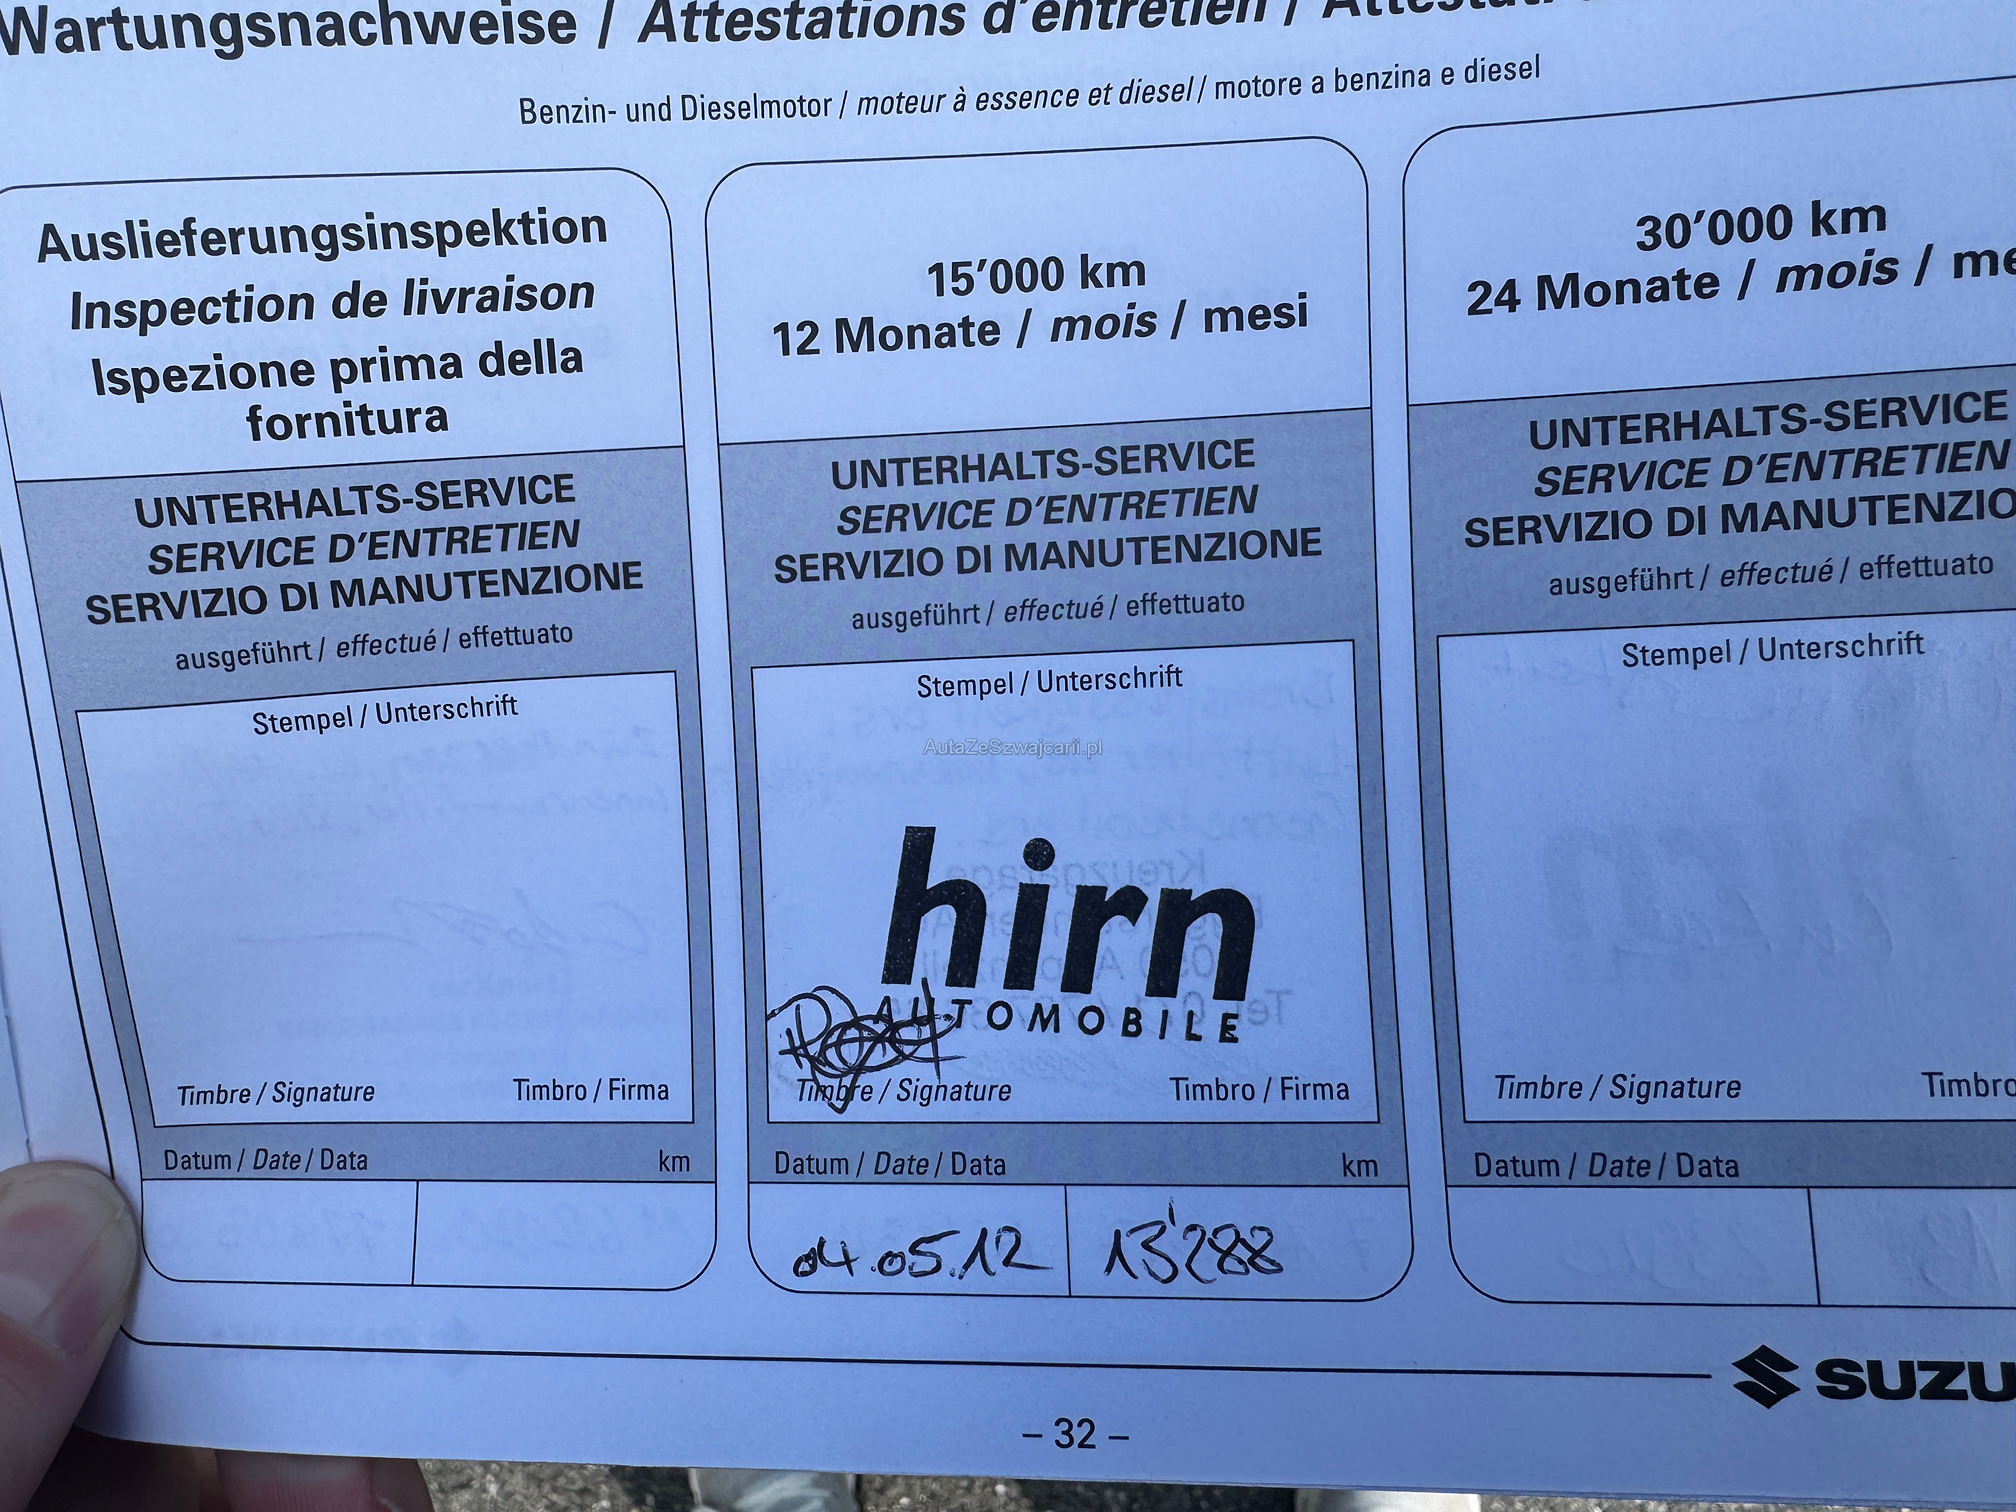 Wartungsnachweise / Attestations d'entretien /
Benzin- und Dieselmotor / moteur à essence et diesel / motore a benzina e diesel
Auslieferungsinspektion
Inspection de livraison
Ispezione prima della
fornitura
UNTERHALTS-SERVICE
SERVICE D'ENTRETIEN
SERVIZIO DI MANUTENZIONE
ausgeführt / effectué / effettuato
Stempel / Unterschrift
Timbre / Signature Timbro / Firma
Datum / Date / Data km
15'000 km
12 Monate / mois / mesi
UNTERHALTS-SERVICE
SERVICE D'ENTRETIEN
SERVIZIO DI MANUTENZIONE
ausgeführt / effectué / effettuato
Stempel / Unterschrift
AutaZeSzwajcarii.pl
hirn
AUTOMOBILE
Timbre / Signature Timbro / Firma
Datum / Date / Data km
04.05.12 13'288
30'000 km
24 Monate / mois / me
UNTERHALTS-SERVICE
SERVICE D'ENTRETIEN
SERVIZIO DI MANUTENZIO
ausgeführt / effectué / effettuato
Stempel / Unterschrift
Timbre / Signature Timbro
Datum / Date / Data
SUZU
– 32 –